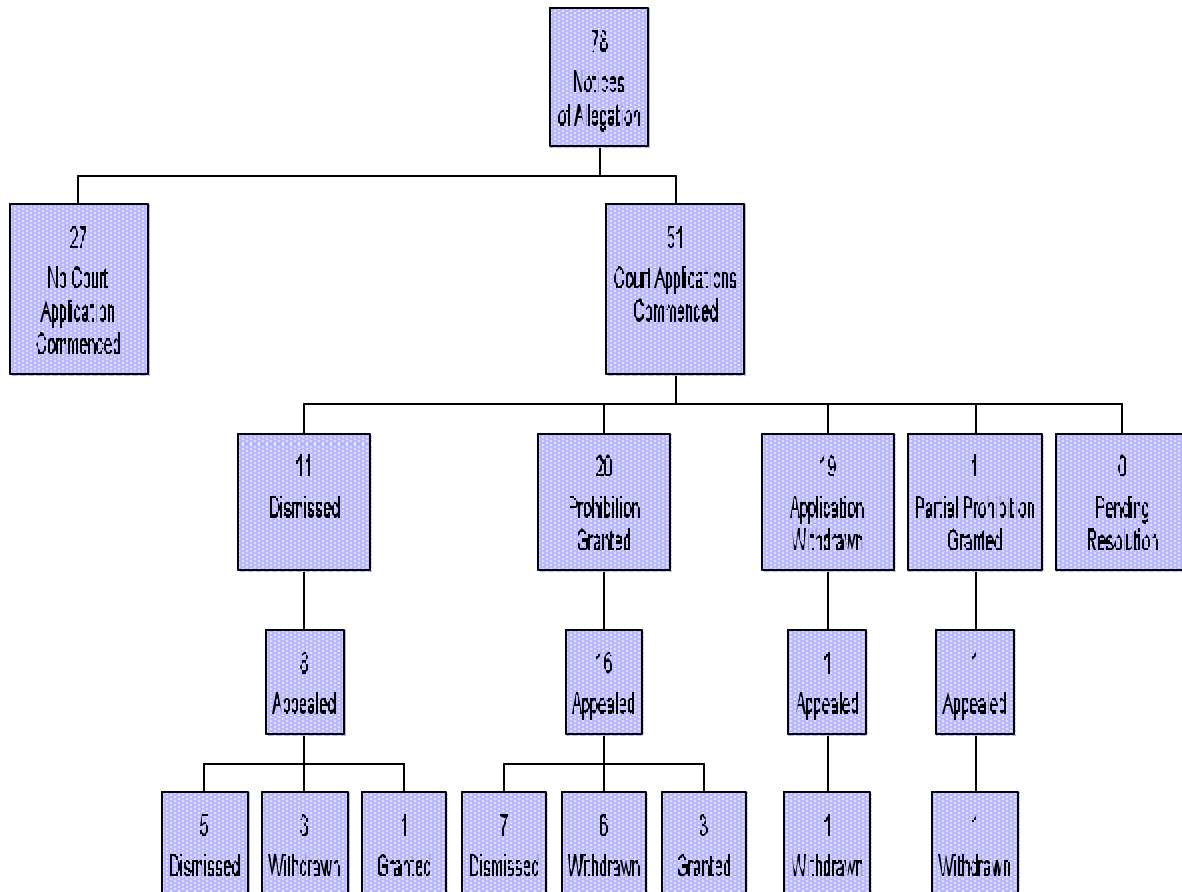 78
Notices
of Allegation
27
No Court
Application
Commenced
51
Court Applications
Commenced
11
Dismissed
20
Prohibition
Granted
19
Application
Withdrawn
1
Partial Prohibition
Granted
0
Pending
Resolution
8
Appealed
16
Appealed
1
Appealed
1
Appealed
5
Dismissed
3
Withdrawn
1
Granted
7
Dismissed
6
Withdrawn
3
Granted
1
Withdrawn
1
Withdrawn